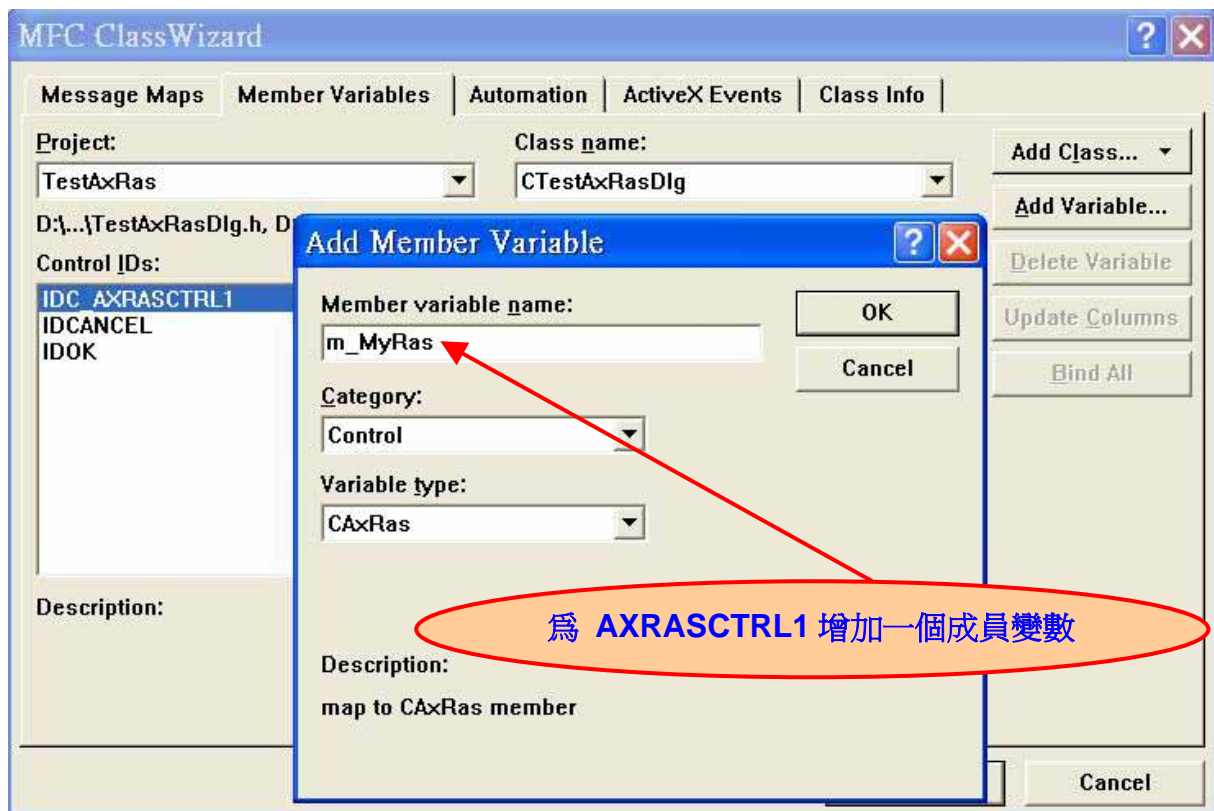 MFC ClassWizard
Message Maps Member Variables Automation ActiveX Events Class Info
Project:
TestAxRas
Class name:
CTestAxRasDlg
Add Class...
Add Variable...
Delete Variable
Update Columns
Bind All
D:\...\TestAxRasDlg.h, D
Control IDs:
IDC_AXRASCTRL1
IDCANCEL
IDOK
Description:
Add Member Variable
Member variable name:
m_MyRas
OK
Cancel
Category:
Control
Variable type:
CAxRas
為 AXRASCTRL1 增加一個成員變數
Description:
map to CAxRas member
Cancel